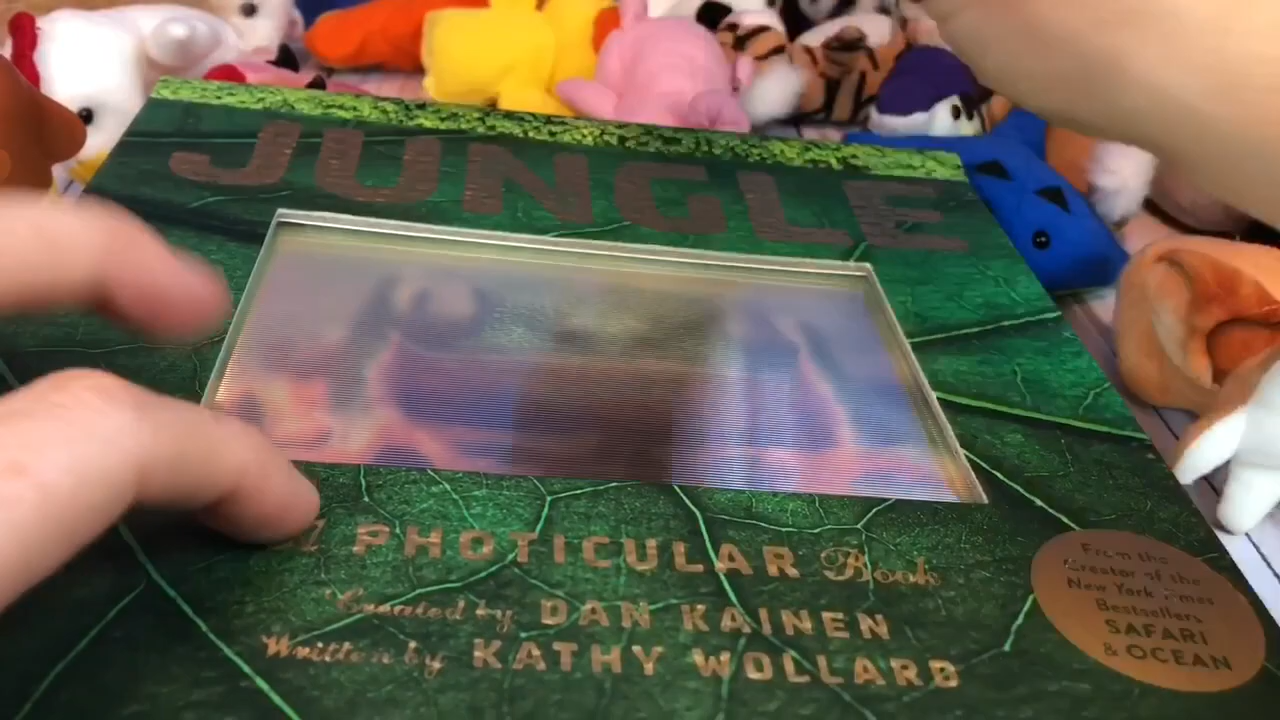 JUNGLE
A PHOTICULAR Book
Created by DAN KAINEN
Written by KATHY WOLLARD
From the
Creator of the
New York Times
Bestsellers
SAFARI
& OCEAN